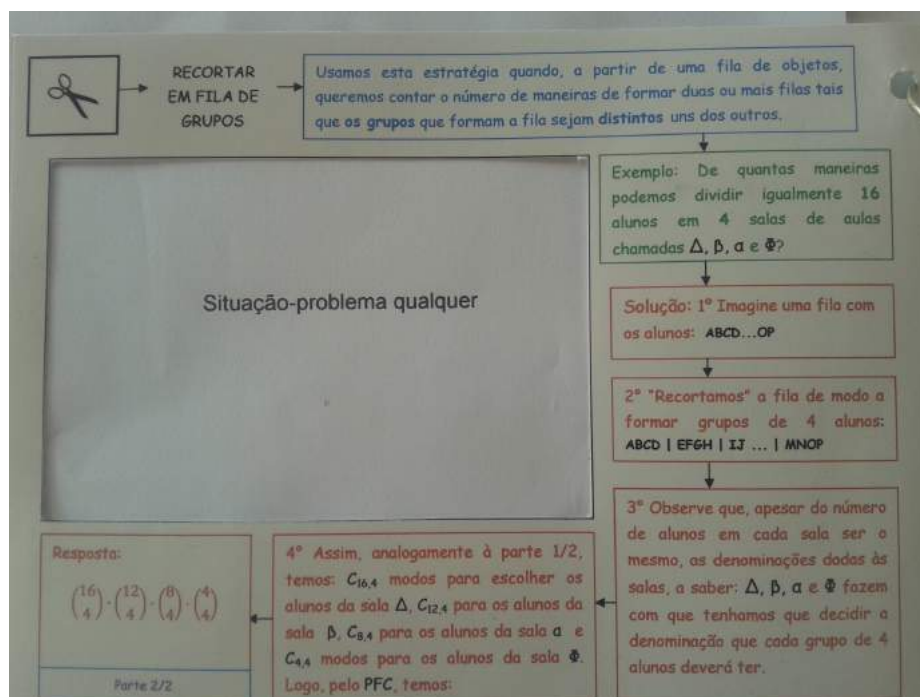 RECORTAR
EM FILA DE
GRUPOS
Usamos esta estratégia quando, a partir de uma fila de objetos,
queremos contar o número de maneiras de formar duas ou mais filas tais
que os grupos que formam a fila sejam distintos uns dos outros.
Exemplo: De quantas maneiras
podemos dividir igualmente 16
alunos em 4 salas de aulas
chamadas Δ, β, α e Φ?
Situação-problema qualquer
Solução: 1º Imagine uma fila com
os alunos: ABCD...OP
2º "Recortamos" a fila de modo a
formar grupos de 4 alunos:
ABCD | EFGH | IJ ... | MNOP
3º Observe que, apesar do número
de alunos em cada sala ser o
mesmo, as denominações dadas às
salas, a saber: Δ, β, α e Φ fazem
com que tenhamos que decidir a
denominação que cada grupo de 4
alunos deverá ter.
4º Assim, analogamente à parte 1/2,
temos: C16,4 modos para escolher os
alunos da sala Δ, C12,4 para os alunos da
sala β, C8,4 para os alunos da sala α e
C4,4 modos para os alunos da sala Φ.
Logo, pelo PFC, temos:
Resposta:
(16 4) · (12 4) · (8 4) · (4 4)
Parte 2/2